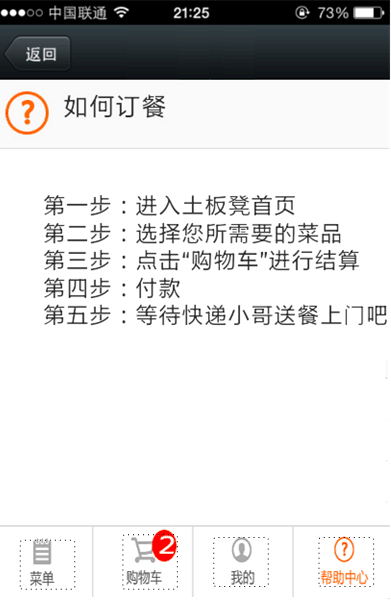 中国联通 21:25 73%
返回
如何订餐
第一步：进入土板凳首页
第二步：选择您所需要的菜品
第三步：点击“购物车”进行结算
第四步：付款
第五步：等待快递小哥送餐上门吧
2
菜单 购物车 我的 帮助中心